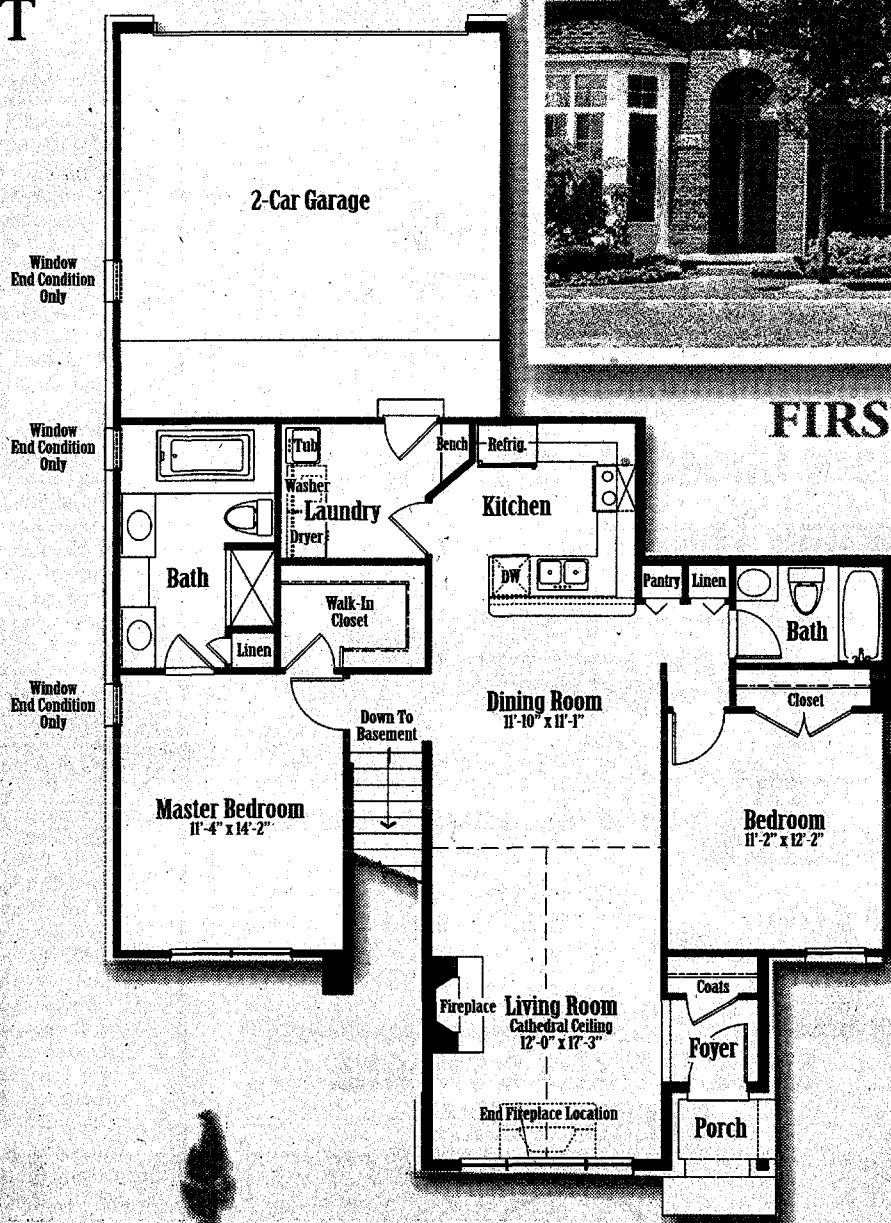 T
2-Car Garage
Window
End Condition
Only
FIRS
Window
End Condition
Only
Tub
Bench
Refrig.
Washer
Laundry
Kitchen
Dryer
DW
Bath
Pantry
Linen
Walk-In
Closet
Bath
Linen
Window
End Condition
Only
Closet
Down To
Basement
Dining Room
11'-10" x 11'-1"
Master Bedroom
11'-4" x 14'-2"
Bedroom
11'-2" x 12'-2"
Coats
Fireplace
Living Room
Cathedral Ceiling
12'-0" x 17'-3"
Foyer
End Fireplace Location
Porch